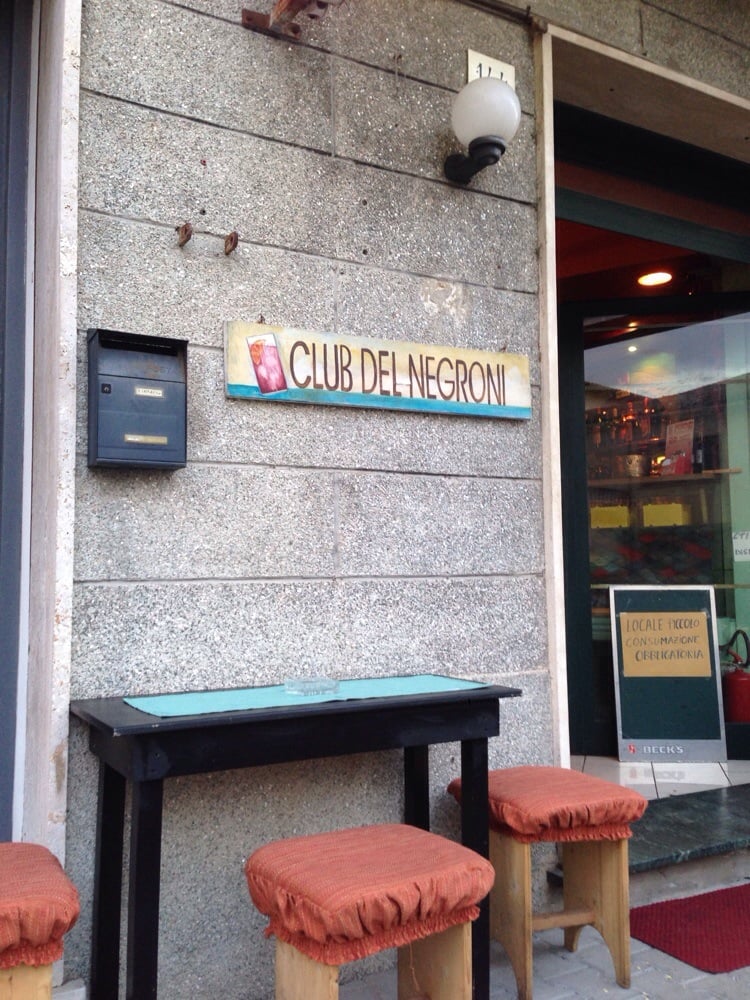 CLUB DEL NEGRONI
LOCALE PICCOLO
CONSUMAZIONE
OBBLIGATORIA
BECK'S